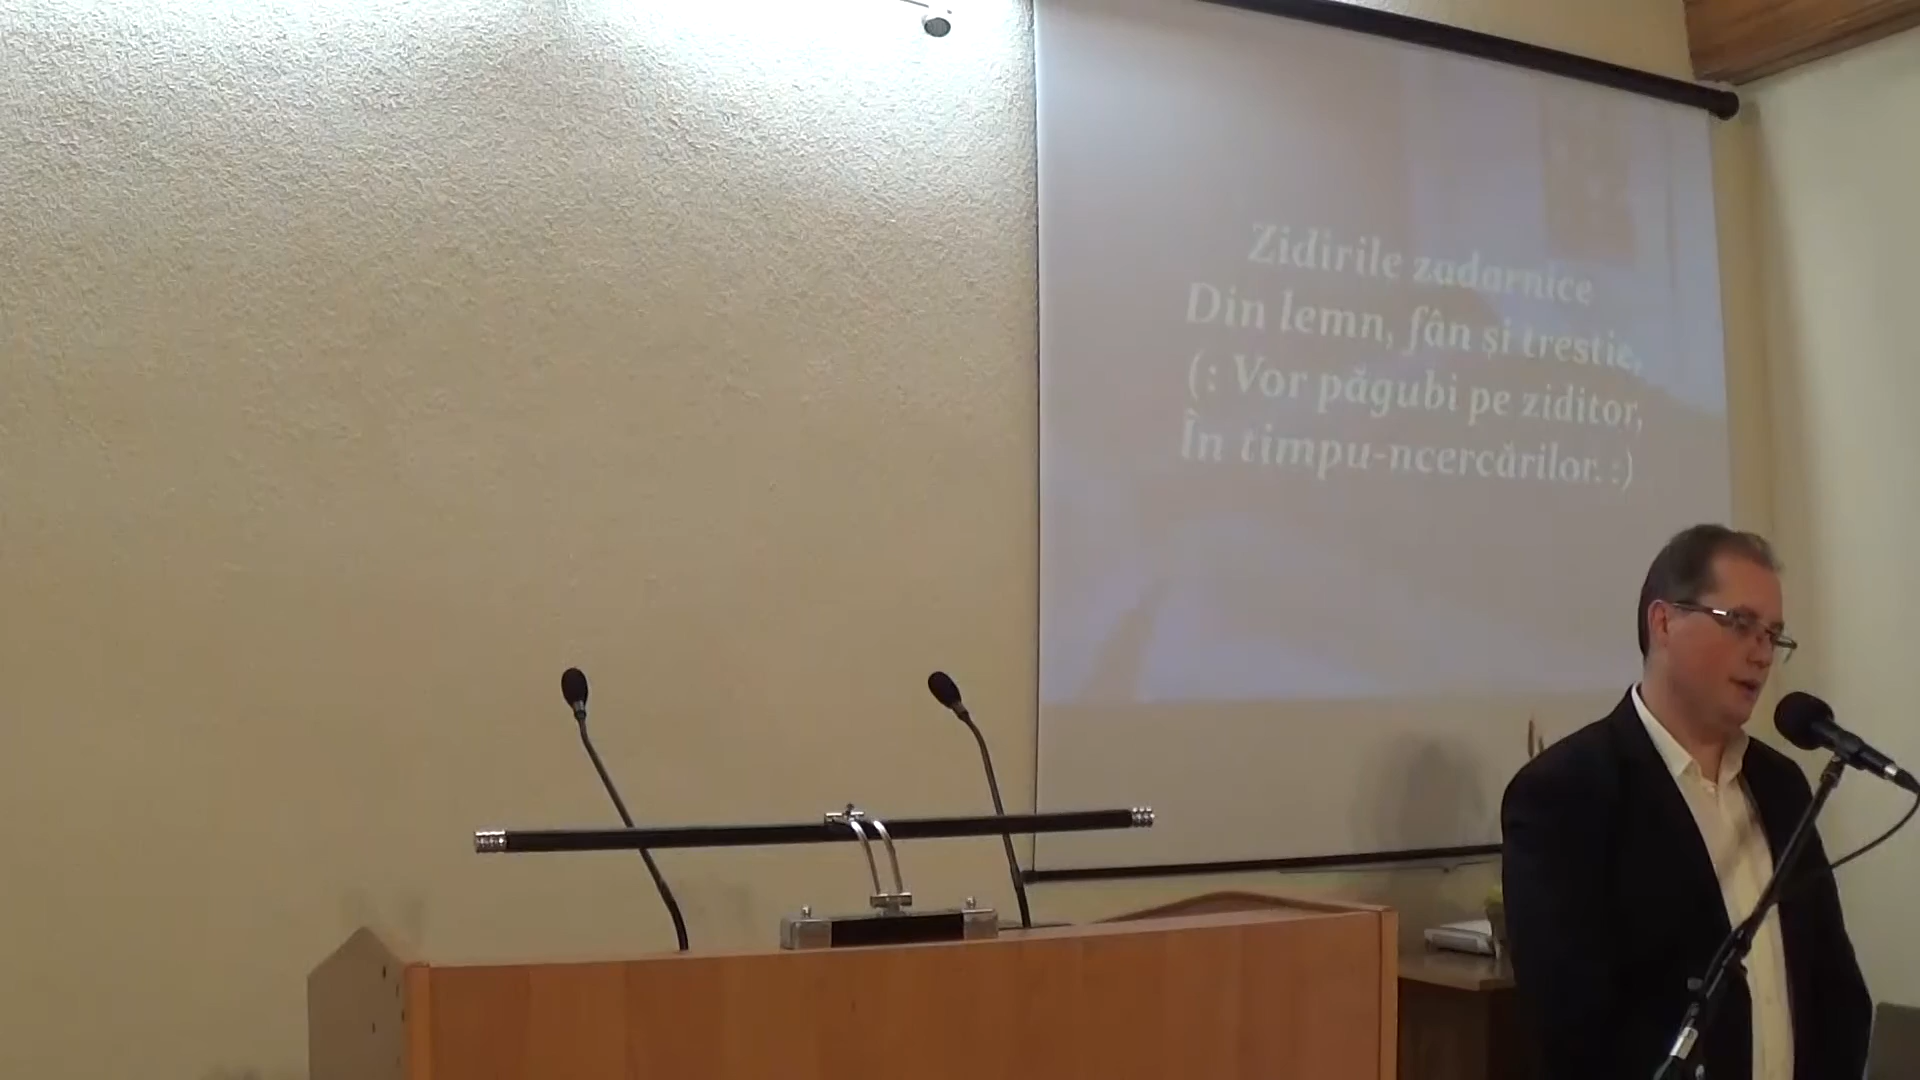 Zidirile zadarnice
Din lemn, fân și trestie,
(: Vor păgubi pe ziditor,
În timpu-ncercărilor. :)